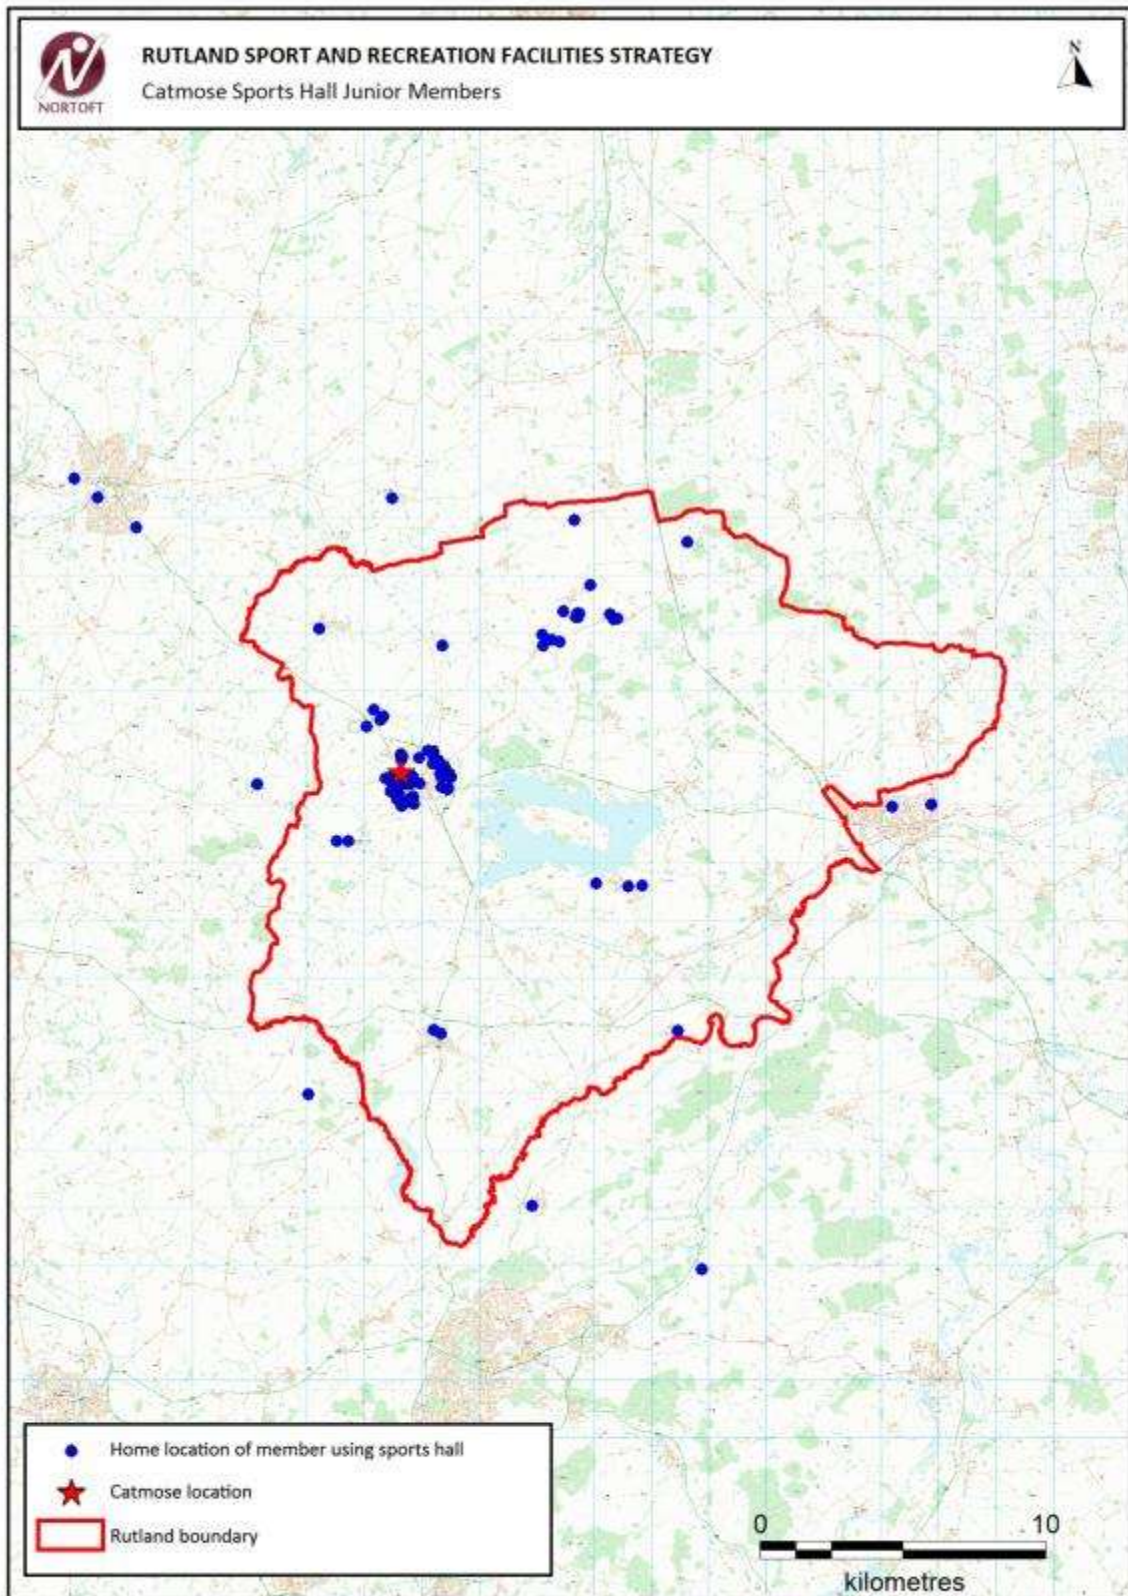 RUTLAND SPORT AND RECREATION FACILITIES STRATEGY
Catmose Sports Hall Junior Members
NORTOFT
N
Home location of member using sports hall
Catmose location
Rutland boundary
0 10
kilometres